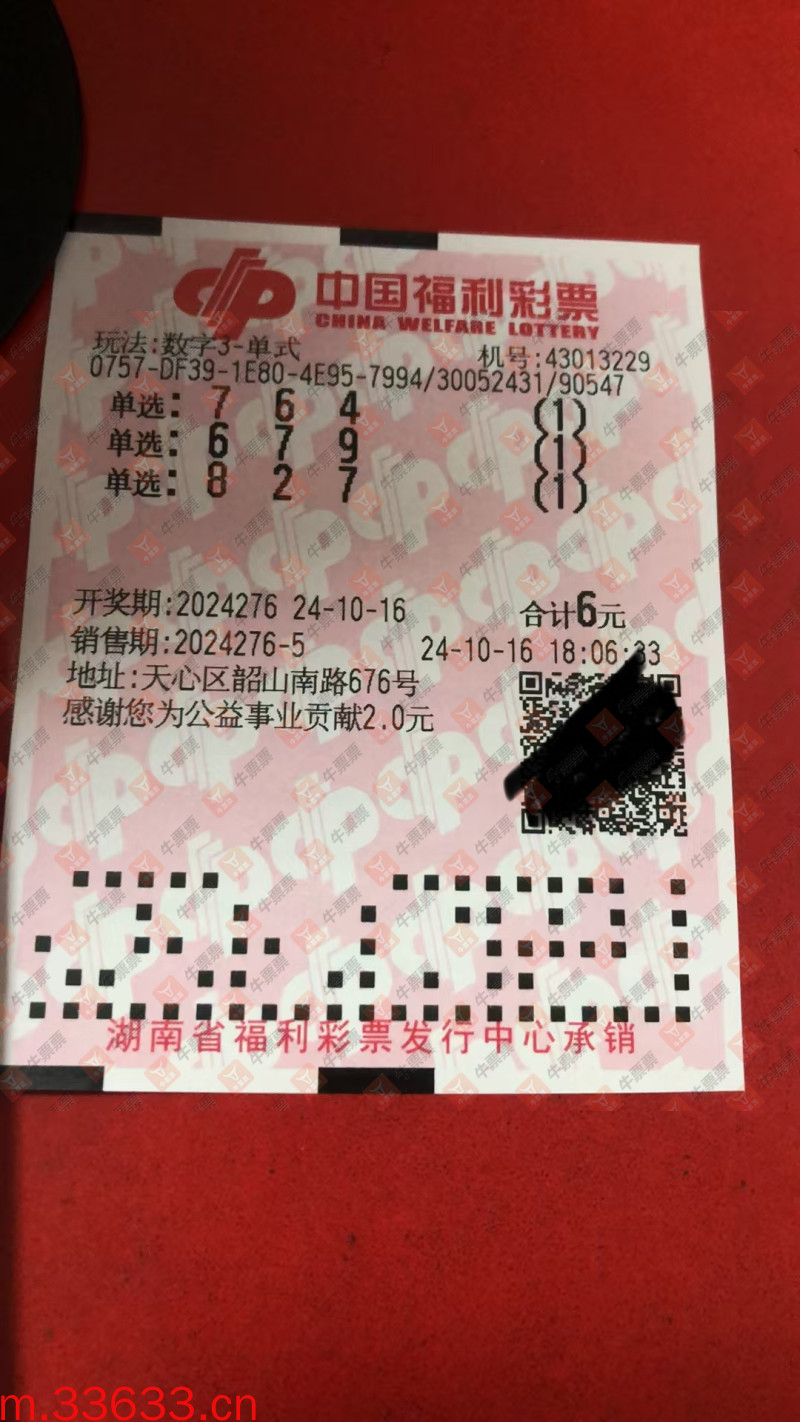 中国福利彩票
CHINA WELFARE LOTTERY
玩法:数字3-单式 机号:43013229
0757-DF39-1E80-4E95-7994/30052431/90547
单选: 7 6 4 (1)
单选: 6 7 9 (1)
单选: 8 2 7 (1)
开奖期:2024276 24-10-16 合计6元
销售期:2024276-5 24-10-16 18:06:33
地址:天心区韶山南路676号
感谢您为公益事业贡献2.0元
湖南省福利彩票发行中心承销
牛票票
m.33633.cn